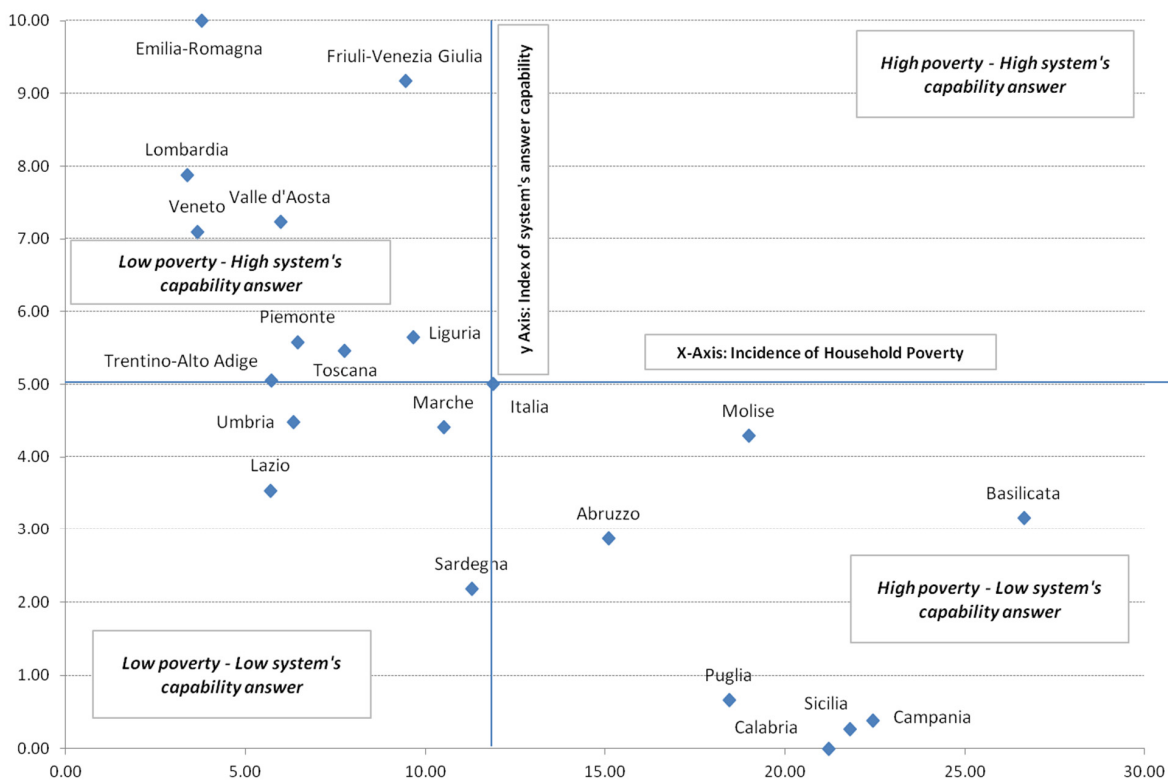 10.00
Emilia-Romagna
Friuli-Venezia Giulia
y Axis: Index of system's answer capability
High poverty - High system's
capability answer
9.00
8.00
Lombardia
Veneto
Valle d'Aosta
7.00
Low poverty - High system's
capability answer
6.00
Piemonte
Liguria
X-Axis: Incidence of Household Poverty
Trentino-Alto Adige
Toscana
5.00
Marche
Italia
Molise
Umbria
4.00
Lazio
Basilicata
Abruzzo
3.00
Sardegna
High poverty - Low system's
capability answer
2.00
Low poverty - Low system's
capability answer
1.00
Puglia
Sicilia
Campania
Calabria
0.00
0.00 5.00 10.00 15.00 20.00 25.00 30.00